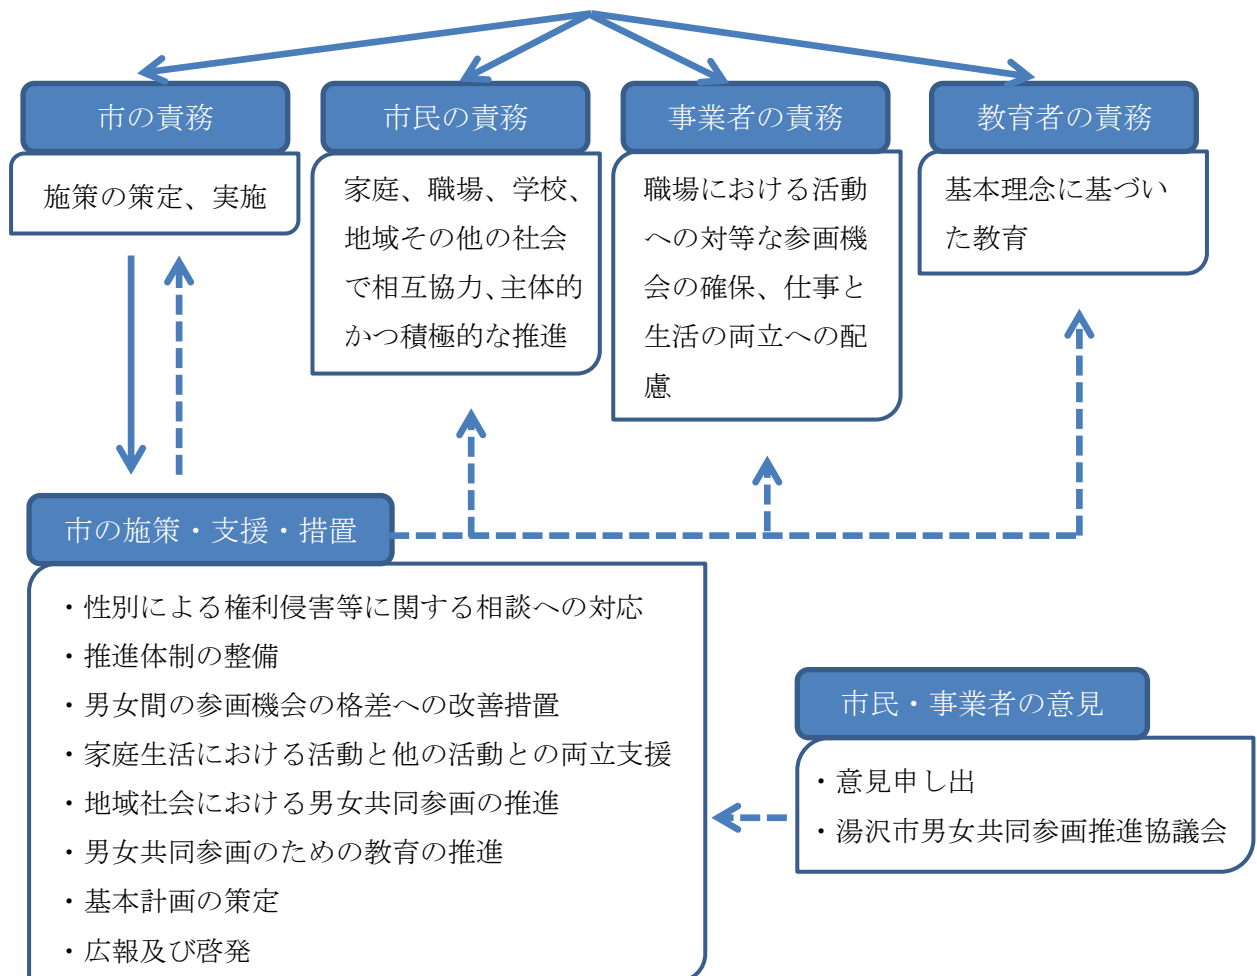 市の責務
施策の策定、実施
市民の責務
家庭、職場、学校、
地域その他の社会
で相互協力、主体的
かつ積極的な推進
事業者の責務
職場における活動
への対等な参画機
会の確保、仕事と
生活の両立への配
慮
教育者の責務
基本理念に基づい
た教育
市の施策・支援・措置
・性別による権利侵害等に関する相談への対応
・推進体制の整備
・男女間の参画機会の格差への改善措置
・家庭生活における活動と他の活動との両立支援
・地域社会における男女共同参画の推進
・男女共同参画のための教育の推進
・基本計画の策定
・広報及び啓発
市民・事業者の意見
・意見申し出
・湯沢市男女共同参画推進協議会